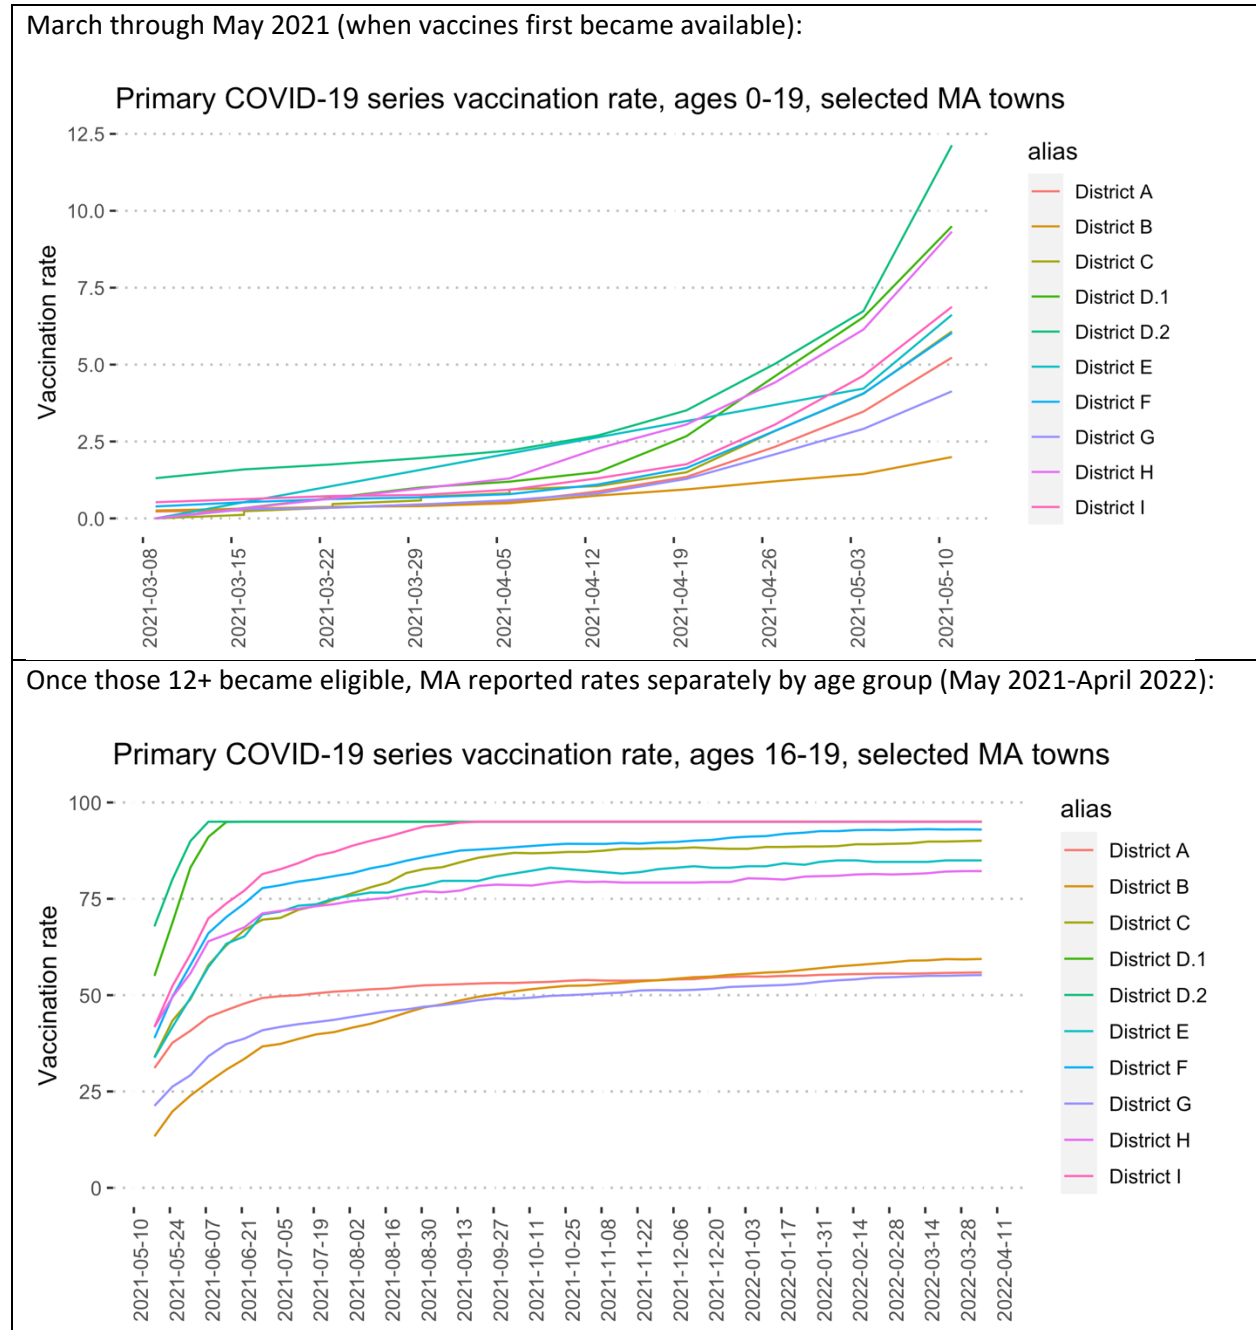 March through May 2021 (when vaccines first became available):
Primary COVID-19 series vaccination rate, ages 0-19, selected MA towns
Vaccination rate
12.5
10.0
7.5
5.0
2.5
0.0
2021-03-08
2021-03-15
2021-03-22
2021-03-29
2021-04-05
2021-04-12
2021-04-19
2021-04-26
2021-05-03
2021-05-10
alias
District A
District B
District C
District D.1
District D.2
District E
District F
District G
District H
District I
Once those 12+ became eligible, MA reported rates separately by age group (May 2021-April 2022):
Primary COVID-19 series vaccination rate, ages 16-19, selected MA towns
Vaccination rate
100
75
50
25
0
2021-05-10
2021-05-24
2021-06-07
2021-06-21
2021-07-05
2021-07-19
2021-08-02
2021-08-16
2021-08-30
2021-09-13
2021-09-27
2021-10-11
2021-10-25
2021-11-08
2021-11-22
2021-12-06
2021-12-20
2022-01-03
2022-01-17
2022-01-31
2022-02-14
2022-02-28
2022-03-14
2022-03-28
2022-04-11
alias
District A
District B
District C
District D.1
District D.2
District E
District F
District G
District H
District I